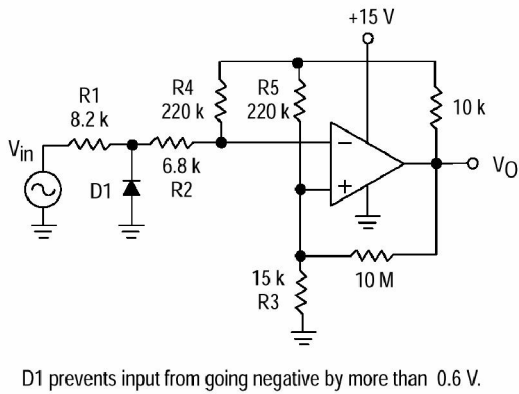 +15 V
R1
8.2 k
R4
220 k
R5
220 k
10 k
Vin
D1
6.8 k
R2
−
+
VO
15 k
R3
10 M
D1 prevents input from going negative by more than 0.6 V.